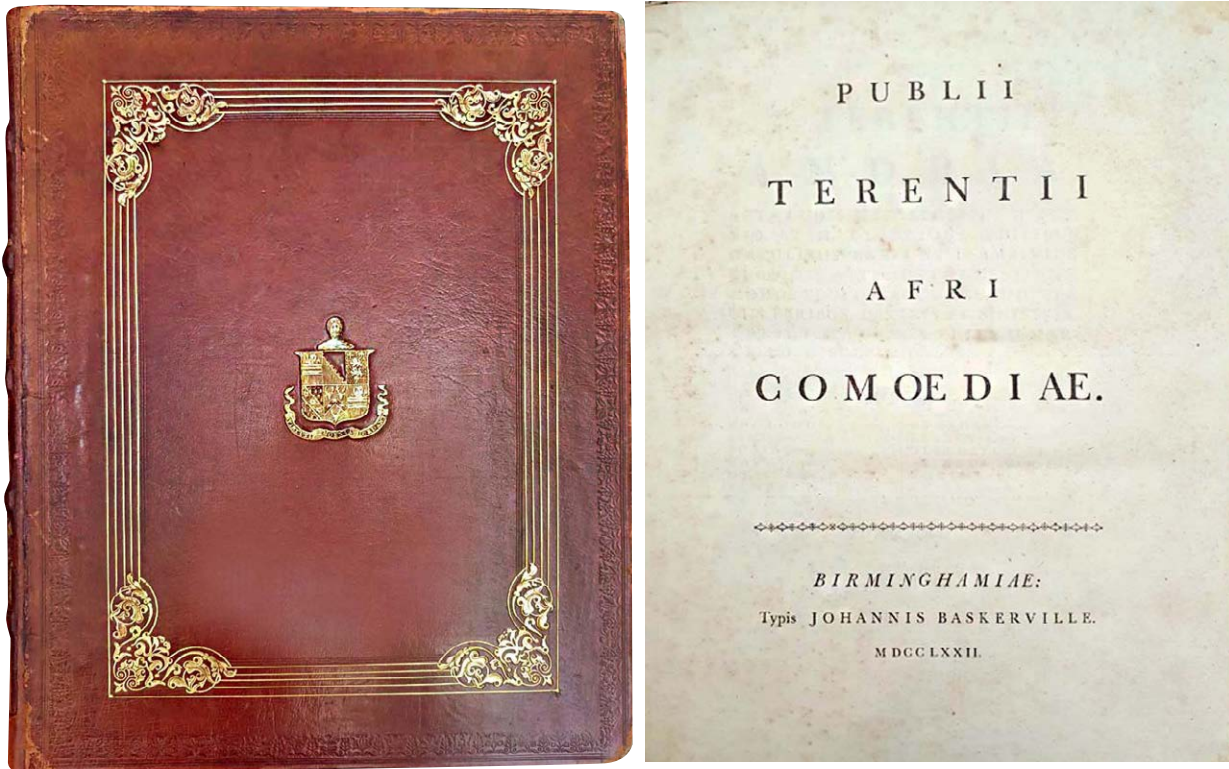 PUBLII
TERENTII
AFRI
COMOEDIAE.
BIRMINGHAMIAE:
Typis JOHANNIS BASKERVILLE.
MDCCLXXII.